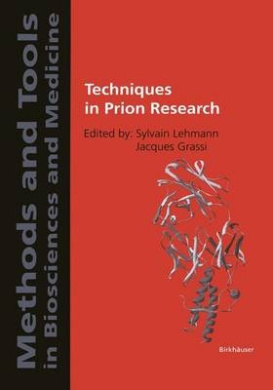 Methods and Tools
in Biosciences and Medicine
Techniques
in Prion Research
Edited by: Sylvain Lehmann
Jacques Grassi
Birkhäuser